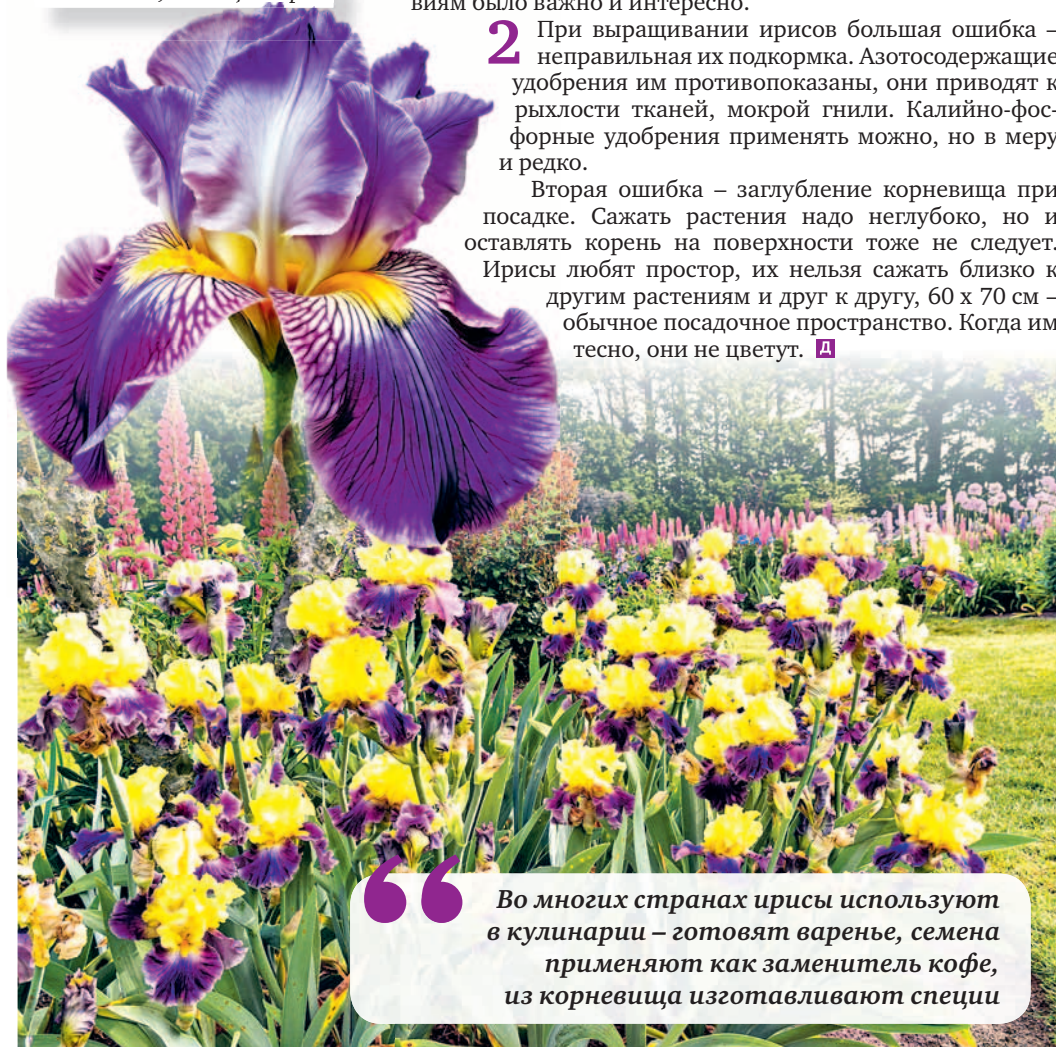 виям было важно и интересно.
2 При выращивании ирисов большая ошибка –
неправильная их подкормка. Азотосодержащие
удобрения им противопоказаны, они приводят к
рыхлости тканей, мокрой гнили. Калийно-фос-
форные удобрения применять можно, но в меру
и редко.
Вторая ошибка – заглубление корневища при
посадке. Сажать растения надо неглубоко, но и
оставлять корень на поверхности тоже не следует.
Ирисы любят простор, их нельзя сажать близко к
другим растениям и друг к другу, 60 х 70 см –
обычное посадочное пространство. Когда им
тесно, они не цветут. Д
“Во многих странах ирисы используют
в кулинарии – готовят варенье, семена
применяют как заменитель кофе,
из корневища изготавливают специи